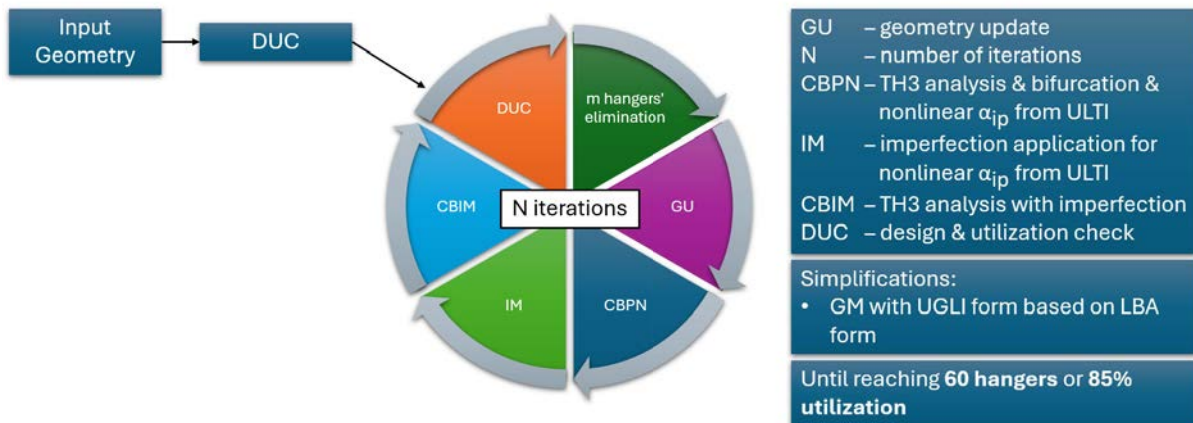 Input
Geometry
DUC
DUC
m hangers'
elimination
CBIM
N iterations
GU
IM
CBPN
GU – geometry update
N – number of iterations
CBPN – TH3 analysis & bifurcation &
nonlinear αip from ULTI
IM – imperfection application for
nonlinear αip from ULTI
CBIM – TH3 analysis with imperfection
DUC – design & utilization check
Simplifications:
• GM with UGLI form based on LBA
form
Until reaching 60 hangers or 85%
utilization